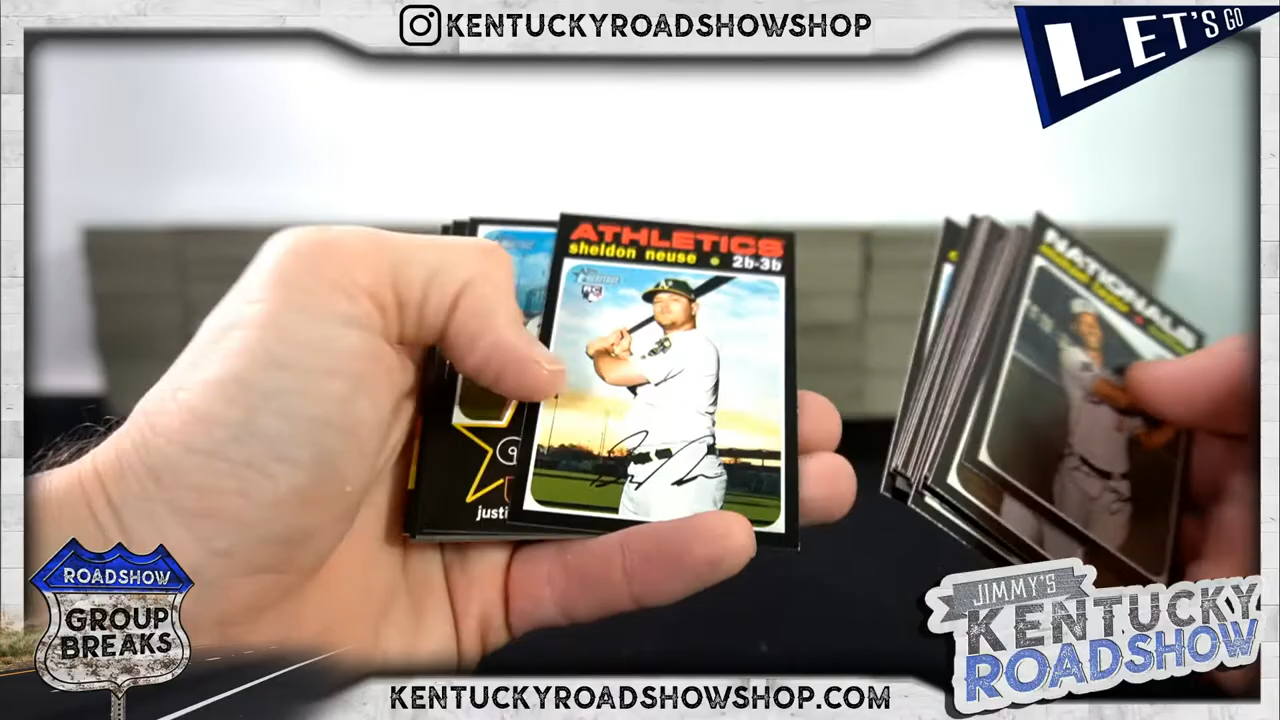 KENTUCKYROADSHOWSHOP
LET'S GO
ATHLETICS
sheldon neuse • 2b-3b
RC
NATIONALS
justi
ROADSHOW
GROUP
BREAKS
JIMMY'S
KENTUCKY
ROADSHOW
KENTUCKYROADSHOWSHOP.COM